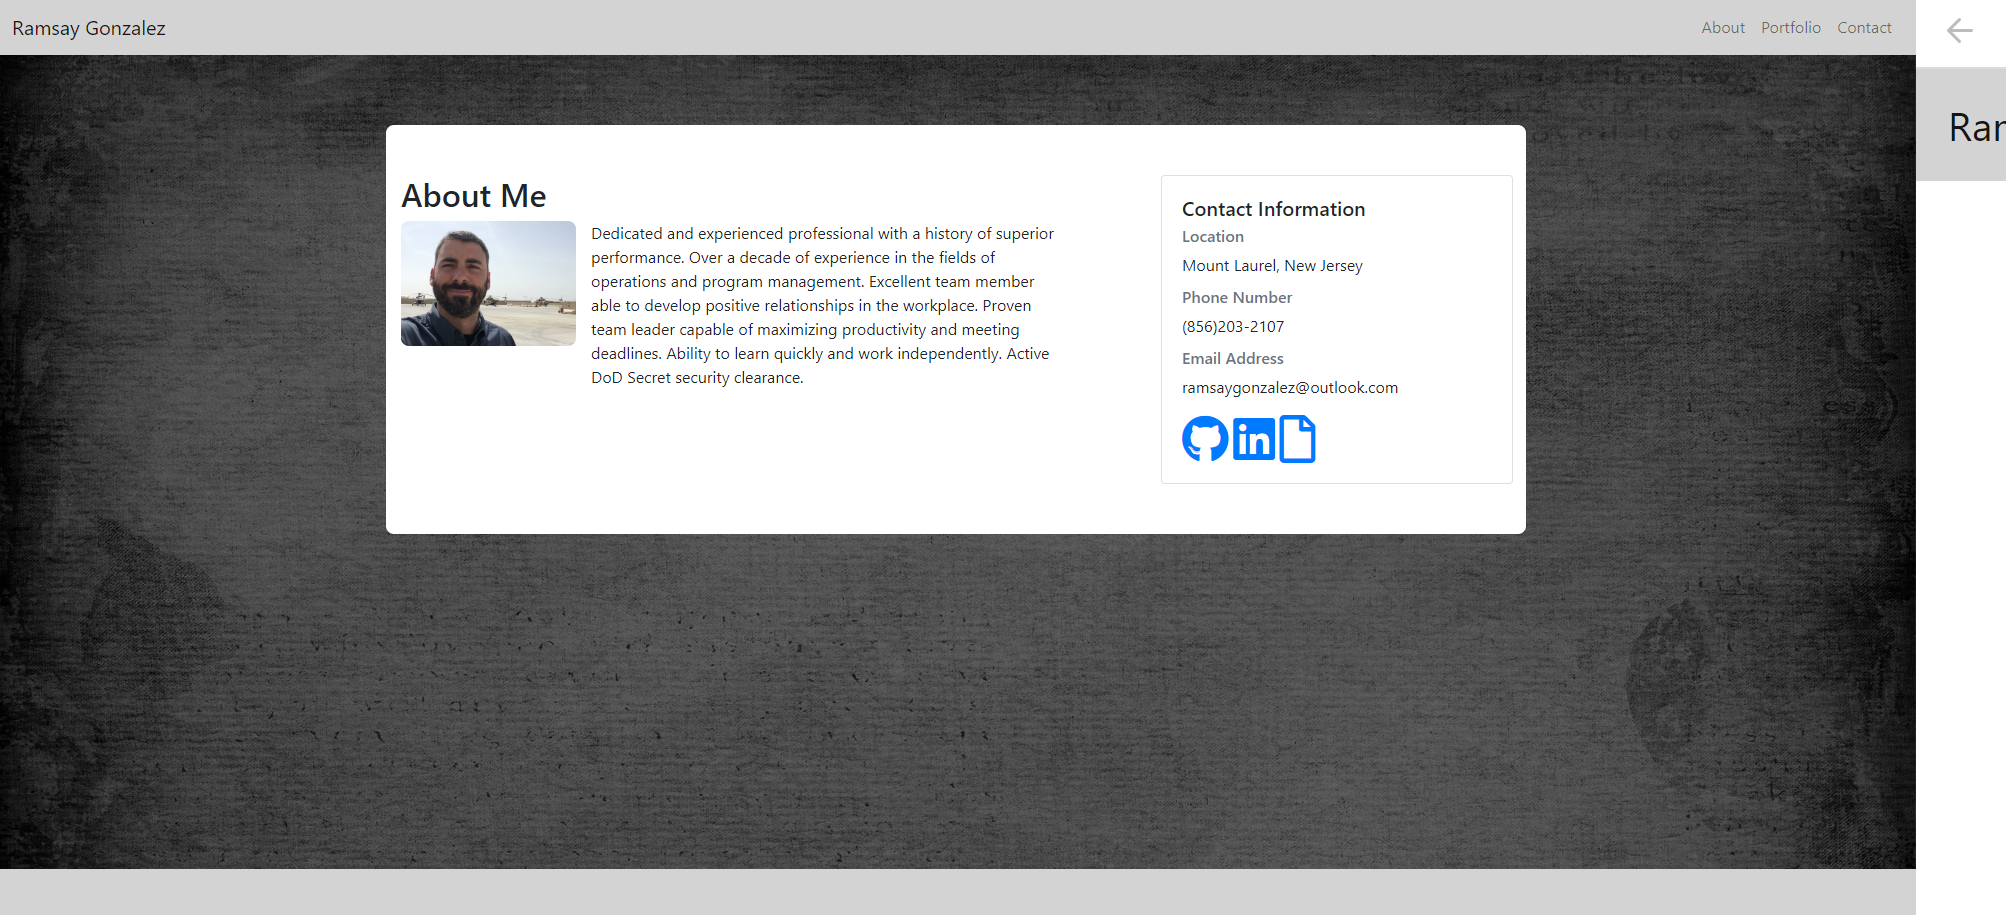 Ramsay Gonzalez
About Portfolio Contact
Ram
About Me
Dedicated and experienced professional with a history of superior
performance. Over a decade of experience in the fields of
operations and program management. Excellent team member
able to develop positive relationships in the workplace. Proven
team leader capable of maximizing productivity and meeting
deadlines. Ability to learn quickly and work independently. Active
DoD Secret security clearance.
Contact Information
Location
Mount Laurel, New Jersey
Phone Number
(856)203-2107
Email Address
ramsaygonzalez@outlook.com
in